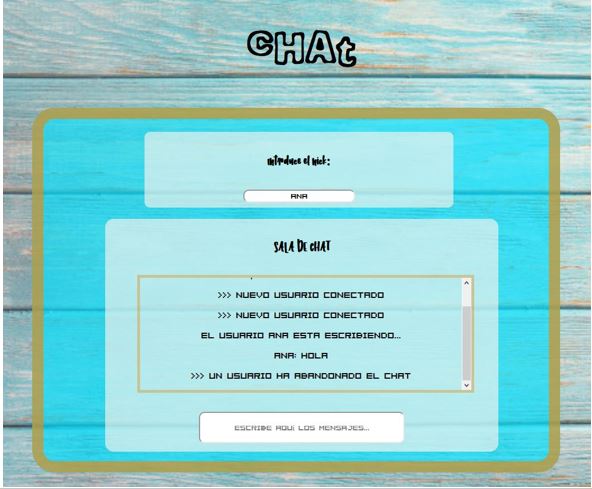 CHAt
introduce el nick:
ANA
SALA DE CHAT
>>> NUEVO USUARIO CONECTADO
>>> NUEVO USUARIO CONECTADO
EL USUARIO ANA ESTA ESCRIBIENDO...
ANA: HOLA
>>> UN USUARIO HA ABANDONADO EL CHAT
ESCRIBE AQUÍ LOS MENSAJES...